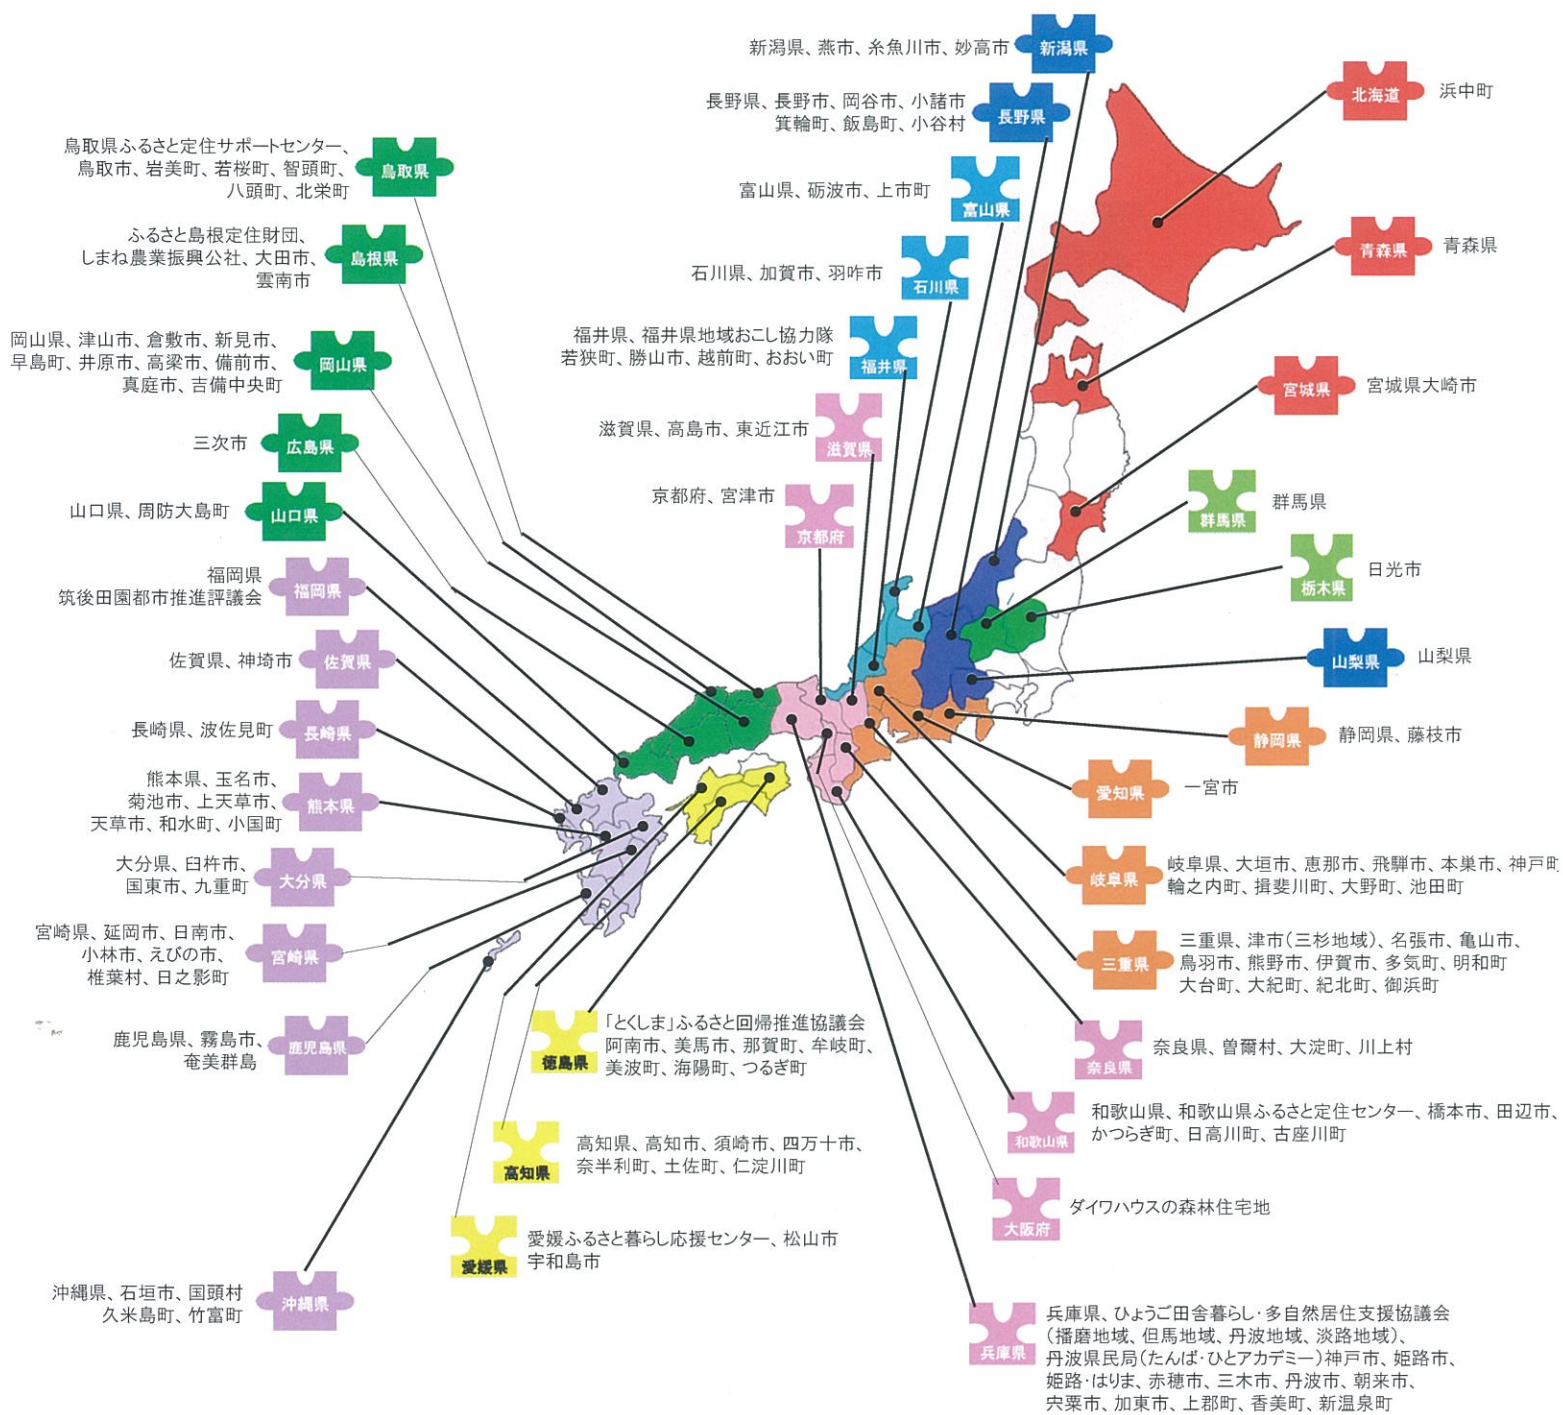 新潟県、燕市、糸魚川市、妙高市
新潟県
長野県、長野市、岡谷市、小諸市
箕輪町、飯島町、小谷村
長野県
富山県、砺波市、上市町
富山県
石川県、加賀市、羽咋市
石川県
福井県、福井県地域おこし協力隊
若狭町、勝山市、越前町、おおい町
福井県
滋賀県、高島市、東近江市
滋賀県
京都府、宮津市
京都府
北海道
浜中町
青森県
青森県
宮城県
宮城県大崎市
群馬県
群馬県
栃木県
日光市
山梨県
山梨県
静岡県
静岡県、藤枝市
愛知県
一宮市
岐阜県
岐阜県、大垣市、恵那市、飛騨市、本巣市、神戸町
輪之内町、揖斐川町、大野町、池田町
三重県
三重県、津市(三杉地域)、名張市、亀山市、
鳥羽市、熊野市、伊賀市、多気町、明和町
大台町、大紀町、紀北町、御浜町
奈良県
奈良県、曽爾村、大淀町、川上村
和歌山県
和歌山県、和歌山県ふるさと定住センター、橋本市、田辺市、
かつらぎ町、日高川町、古座川町
大阪府
ダイワハウスの森林住宅地
兵庫県
兵庫県、ひょうご田舎暮らし・多自然居住支援協議会
(播磨地域、但馬地域、丹波地域、淡路地域)、
丹波県民局(たんば・ひとアカデミー)神戸市、姫路市、
姫路・はりま、赤穂市、三木市、丹波市、朝来市、
宍粟市、加東市、上郡町、香美町、新温泉町
鳥取県ふるさと定住サポートセンター、
鳥取市、岩美町、若桜町、智頭町、
八頭町、北栄町
鳥取県
ふるさと島根定住財団、
しまね農業振興公社、大田市、
雲南市
島根県
岡山県、津山市、倉敷市、新見市、
早島町、井原市、高梁市、備前市、
真庭市、吉備中央町
岡山県
三次市
広島県
山口県、周防大島町
山口県
福岡県
筑後田園都市推進評議会
福岡県
佐賀県、神埼市
佐賀県
長崎県、波佐見町
長崎県
熊本県、玉名市、
菊池市、上天草市、
天草市、和水町、小国町
熊本県
大分県、臼杵市、
国東市、九重町
大分県
宮崎県、延岡市、日南市、
小林市、えびの市、
椎葉村、日之影町
宮崎県
鹿児島県、霧島市、
奄美群島
鹿児島県
徳島県
「とくしま」ふるさと回帰推進協議会
阿南市、美馬市、那賀町、牟岐町、
美波町、海陽町、つるぎ町
高知県
高知県、高知市、須崎市、四万十市、
奈半利町、土佐町、仁淀川町
愛媛県
愛媛ふるさと暮らし応援センター、松山市
宇和島市
沖縄県、石垣市、国頭村
久米島町、竹富町
沖縄県